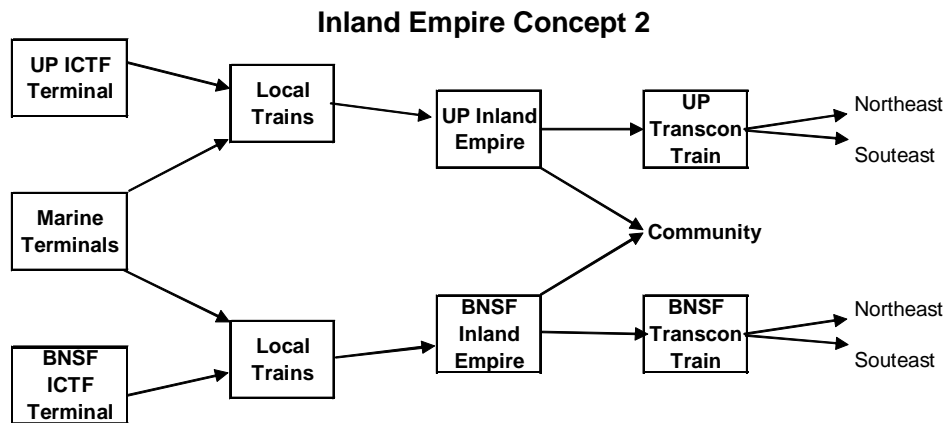 Inland Empire Concept 2
UP ICTF
Terminal
Local
Trains
UP Inland
Empire
UP
Transcon
Train
Northeast
Souteast
Marine
Terminals
Community
BNSF
ICTF
Terminal
Local
Trains
BNSF
Inland
Empire
BNSF
Transcon
Train
Northeast
Souteast